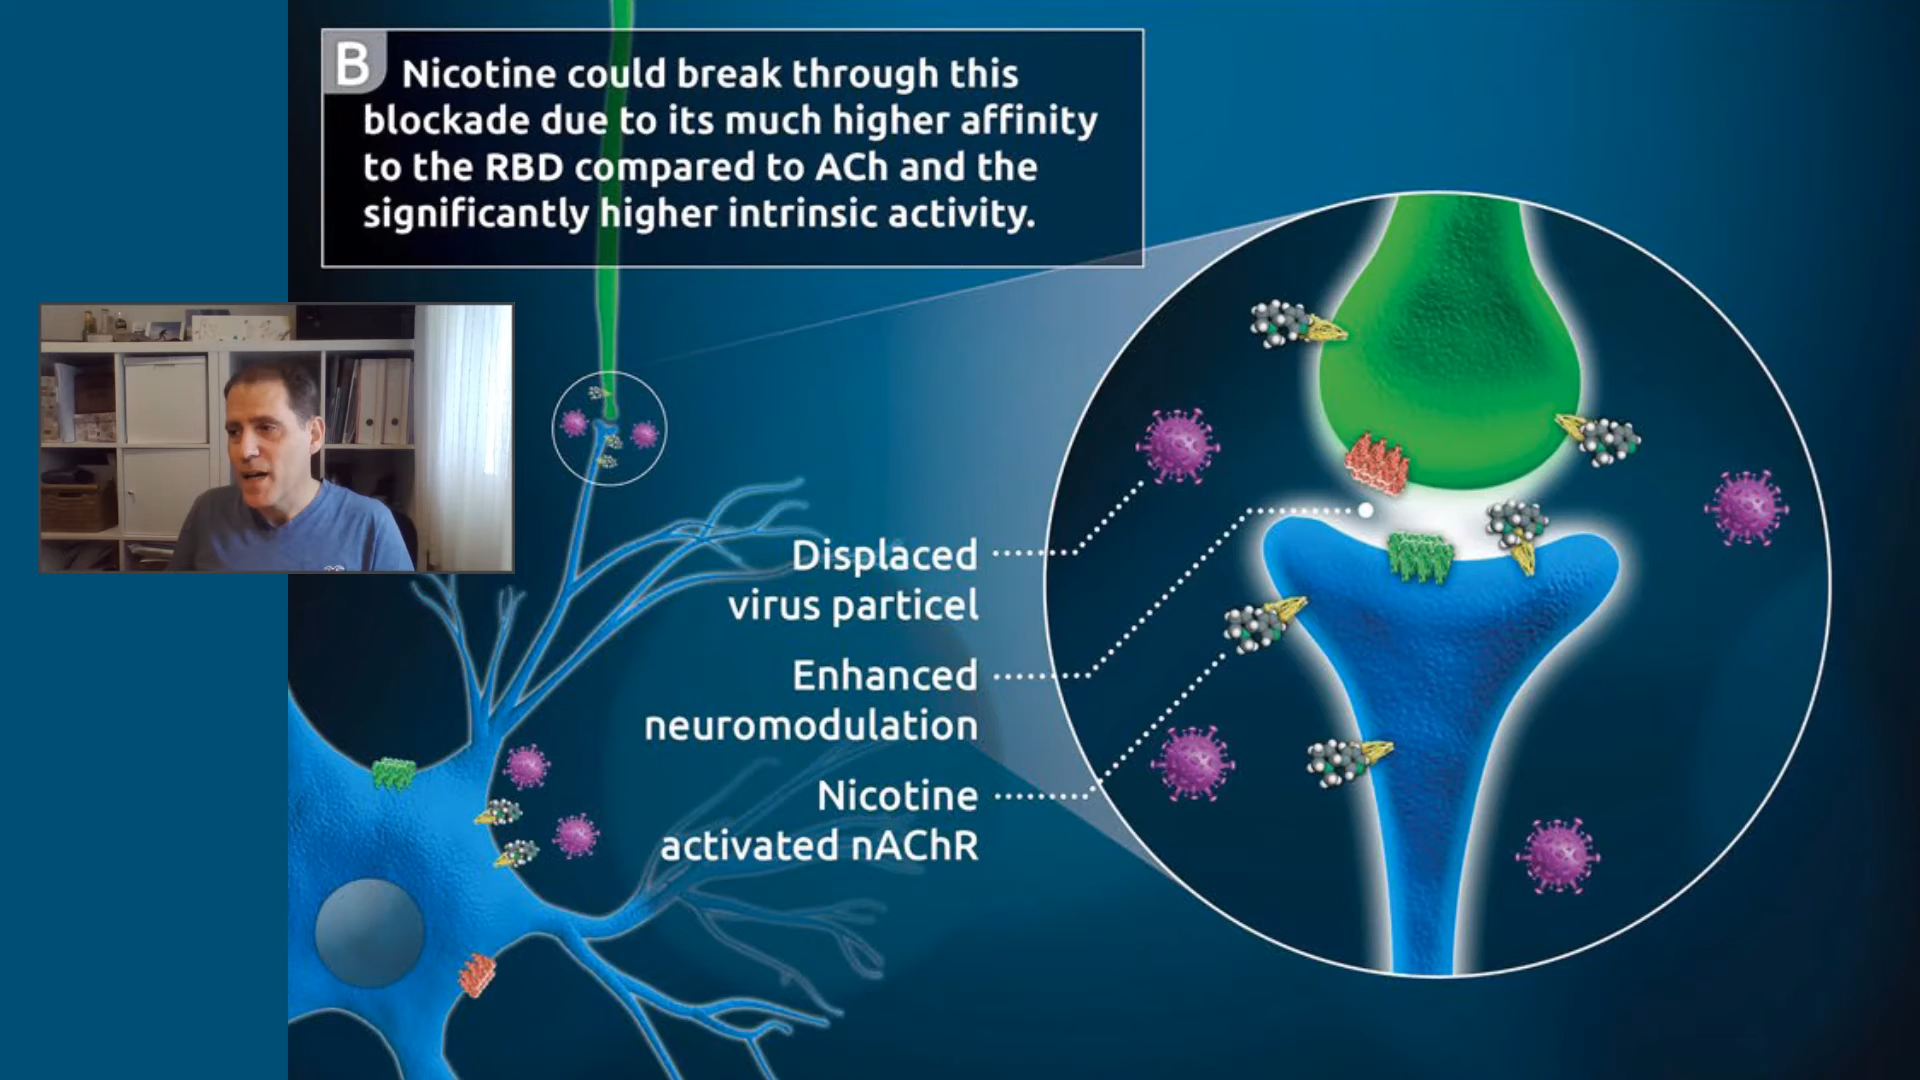 B Nicotine could break through this
blockade due to its much higher affinity
to the RBD compared to ACh and the
significantly higher intrinsic activity.
Displaced
virus particel
Enhanced
neuromodulation
Nicotine
activated nAChR